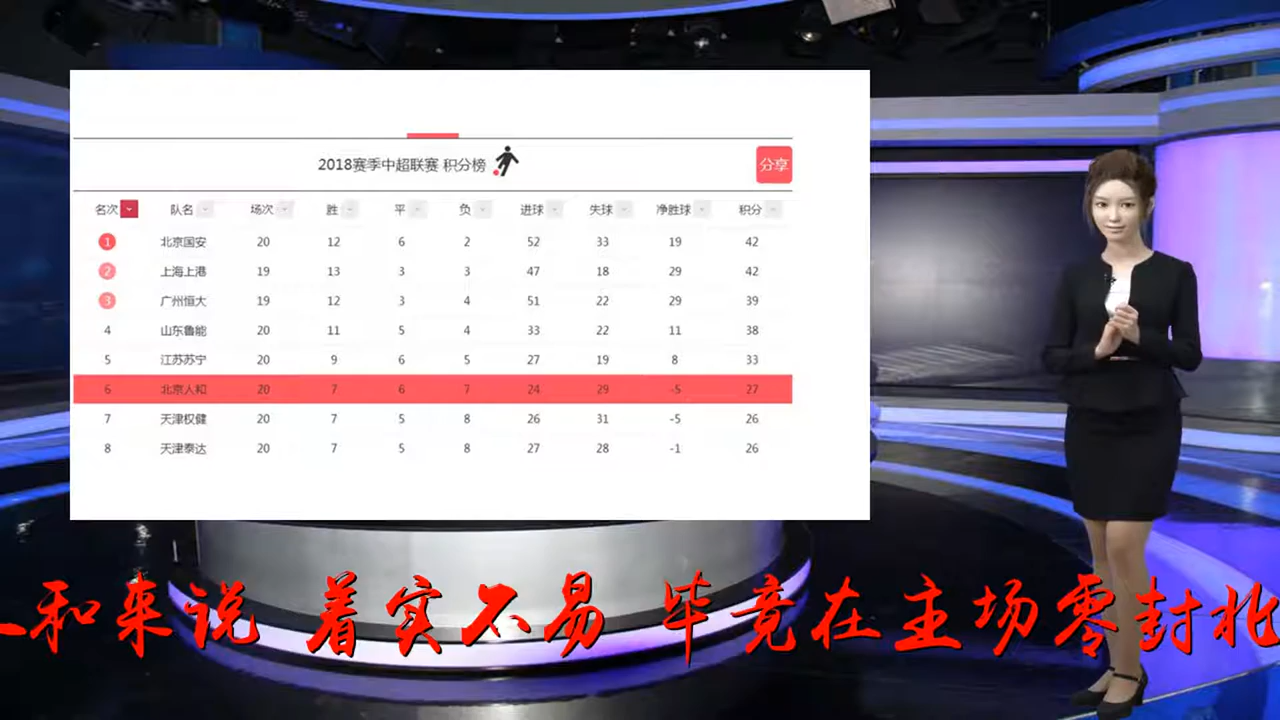 2018赛季中超联赛 积分榜
分享
名次 队名 场次 胜 平 负 进球 失球 净胜球 积分
1 北京国安 20 12 6 2 52 33 19 42
2 上海上港 19 13 3 3 47 18 29 42
3 广州恒大 19 12 3 4 51 22 29 39
4 山东鲁能 20 11 5 4 33 22 11 38
5 江苏苏宁 20 9 6 5 27 19 8 33
6 北京人和 20 7 6 7 24 29 -5 27
7 天津权健 20 7 5 8 26 31 -5 26
8 天津泰达 20 7 5 8 27 28 -1 26
和来说 着实不易 毕竟在主场零封北